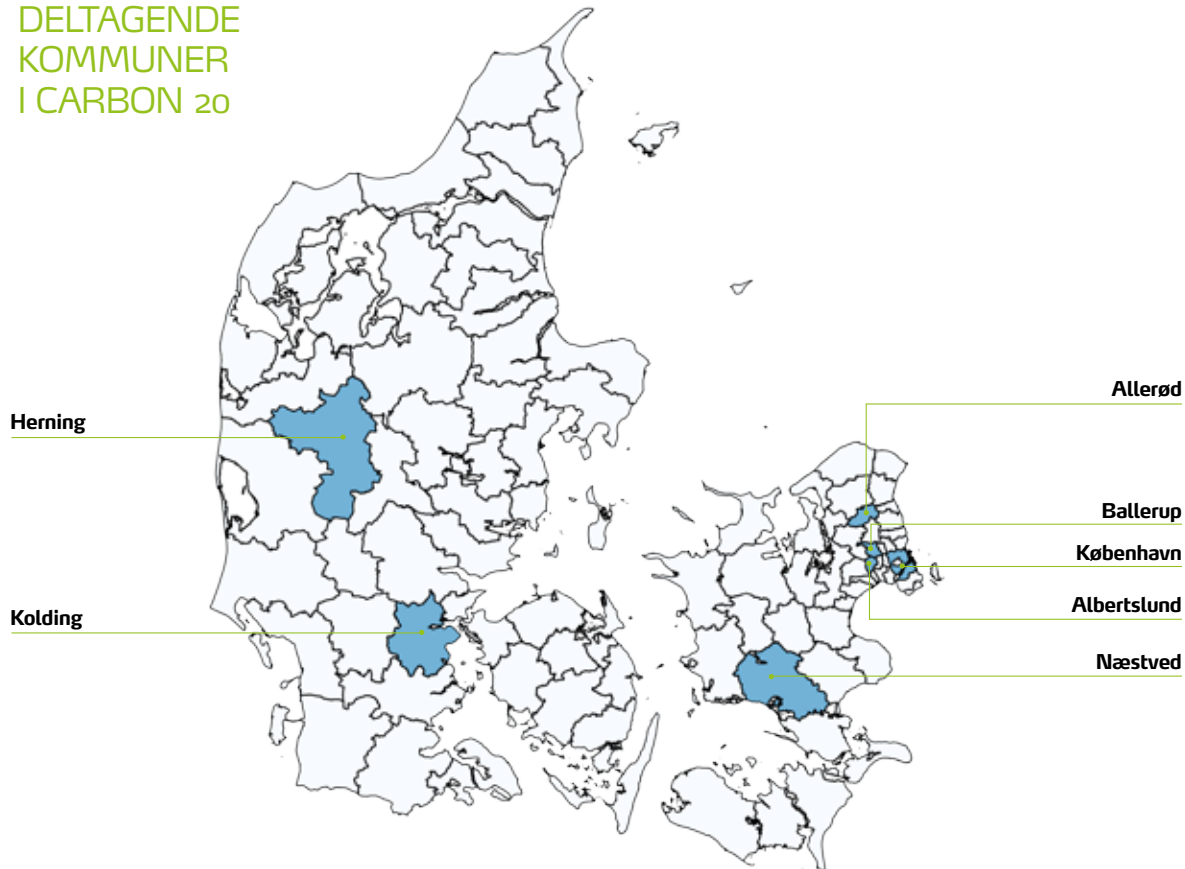 DELTAGENDE
KOMMUNER
I CARBON 20
Herning
Kolding
Allerød
Ballerup
København
Albertslund
Næstved